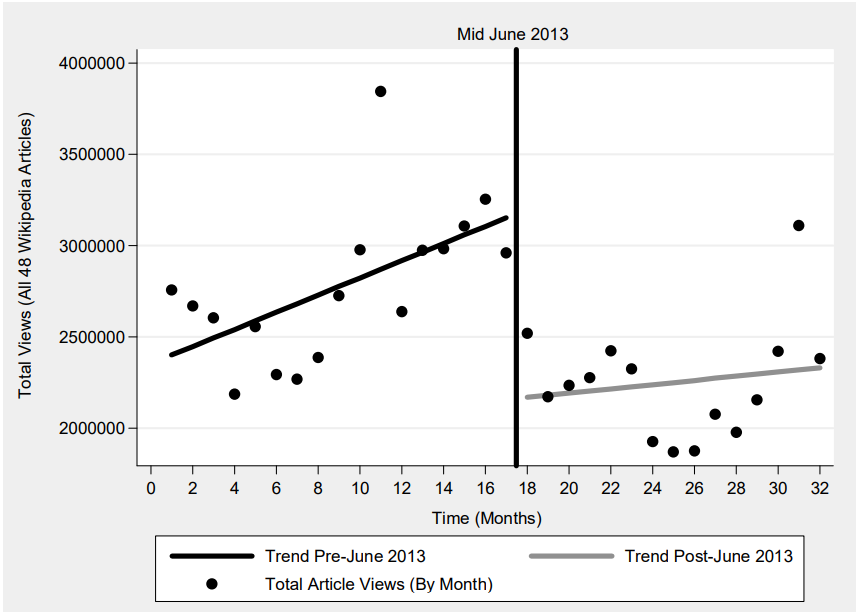 Mid June 2013
Total Views (All 48 Wikipedia Articles)
4000000
3500000
3000000
2500000
2000000
0 2 4 6 8 10 12 14 16 18 20 22 24 26 28 30 32
Time (Months)
Trend Pre-June 2013 Trend Post-June 2013
Total Article Views (By Month)